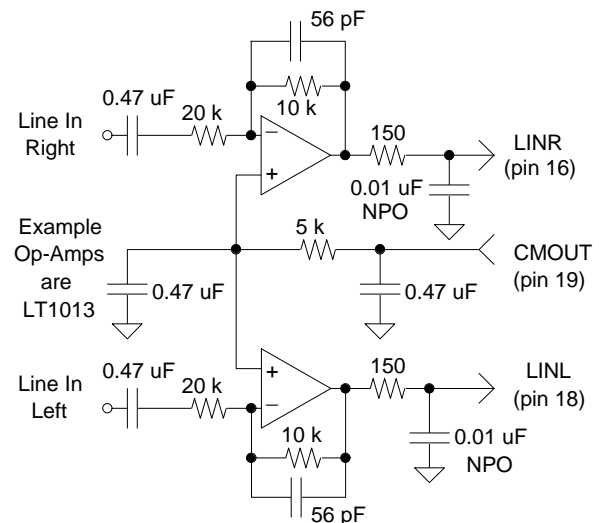 56 pF
0.47 uF
20 k
10 k
Line In
Right
−
+
150
LINR
(pin 16)
0.01 uF
NPO
Example
Op-Amps
are
LT1013
5 k
CMOUT
(pin 19)
0.47 uF
0.47 uF
0.47 uF
20 k
Line In
Left
+
−
150
LINL
(pin 18)
10 k
0.01 uF
NPO
56 pF